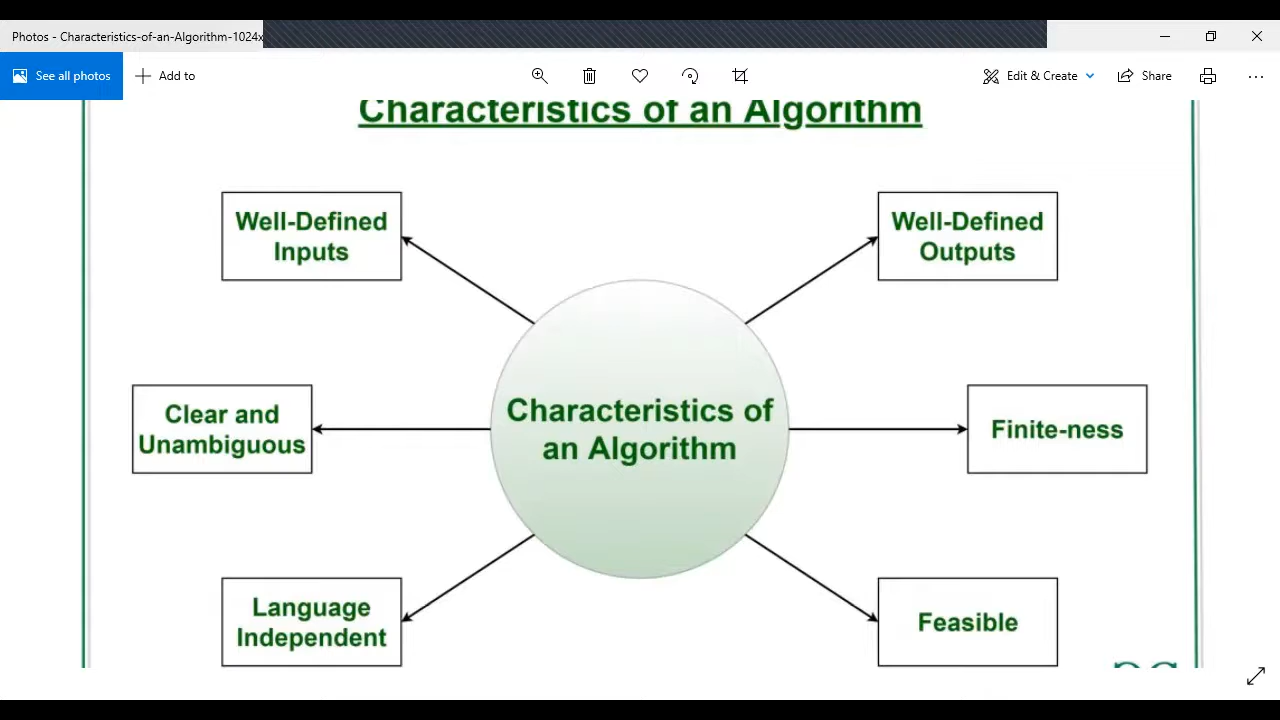 Photos - Characteristics-of-an-Algorithm-1024x
See all photos
Add to
Edit & Create
Share
Characteristics of an Algorithm
Well-Defined
Inputs
Well-Defined
Outputs
Clear and
Unambiguous
Characteristics of
an Algorithm
Finite-ness
Language
Independent
Feasible